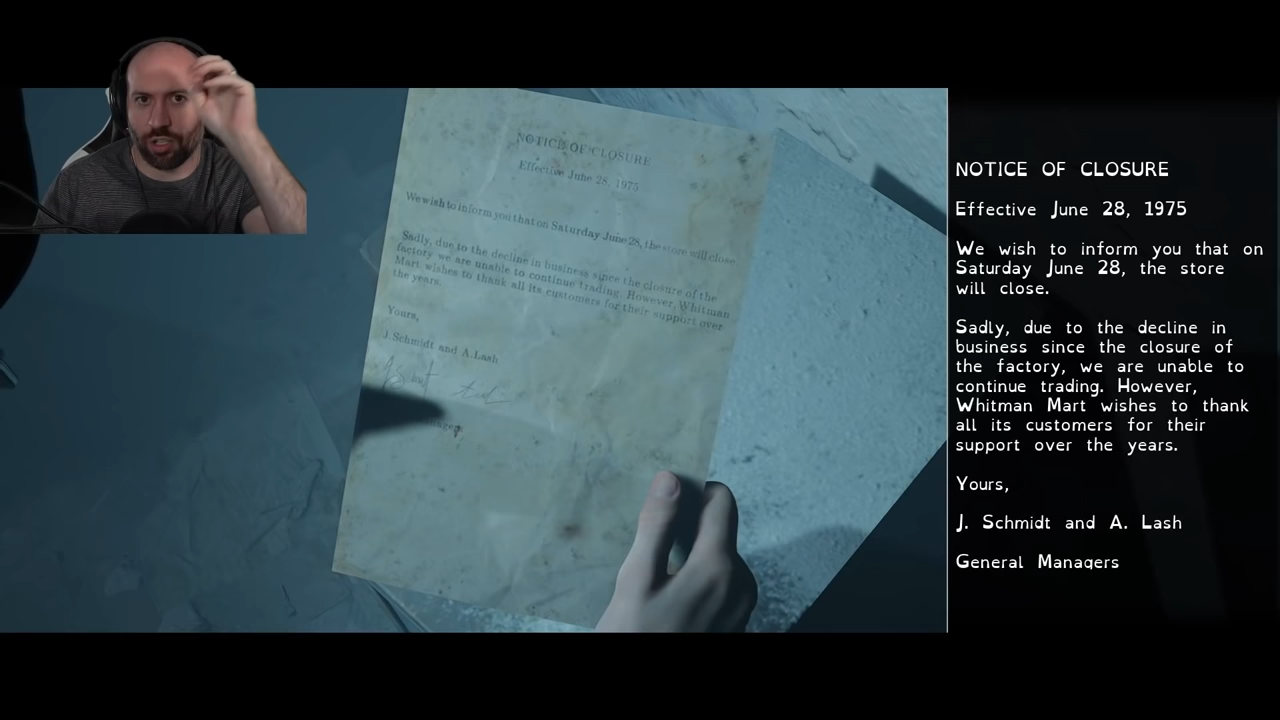 NOTICE OF CLOSURE
Effective June 28, 1975
We wish to inform you that on Saturday June 28, the store will close.
Sadly, due to the decline in business since the closure of the
factory we are unable to continue trading. However, Whitman
Mart wishes to thank all its customers for their support over
the years.
Yours,
J.Schmidt and A.Lash
NOTICE OF CLOSURE
Effective June 28, 1975
We wish to inform you that on
Saturday June 28, the store
will close.
Sadly, due to the decline in
business since the closure of
the factory, we are unable to
continue trading. However,
Whitman Mart wishes to thank
all its customers for their
support over the years.
Yours,
J. Schmidt and A. Lash
General Managers